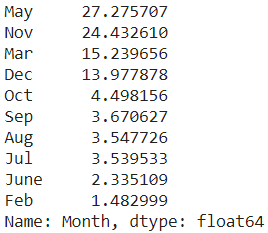 May     27.275707
Nov     24.432610
Mar     15.239656
Dec     13.977878
Oct      4.498156
Sep      3.670627
Aug      3.547726
Jul      3.539533
June     2.335109
Feb      1.482999
Name: Month, dtype: float64